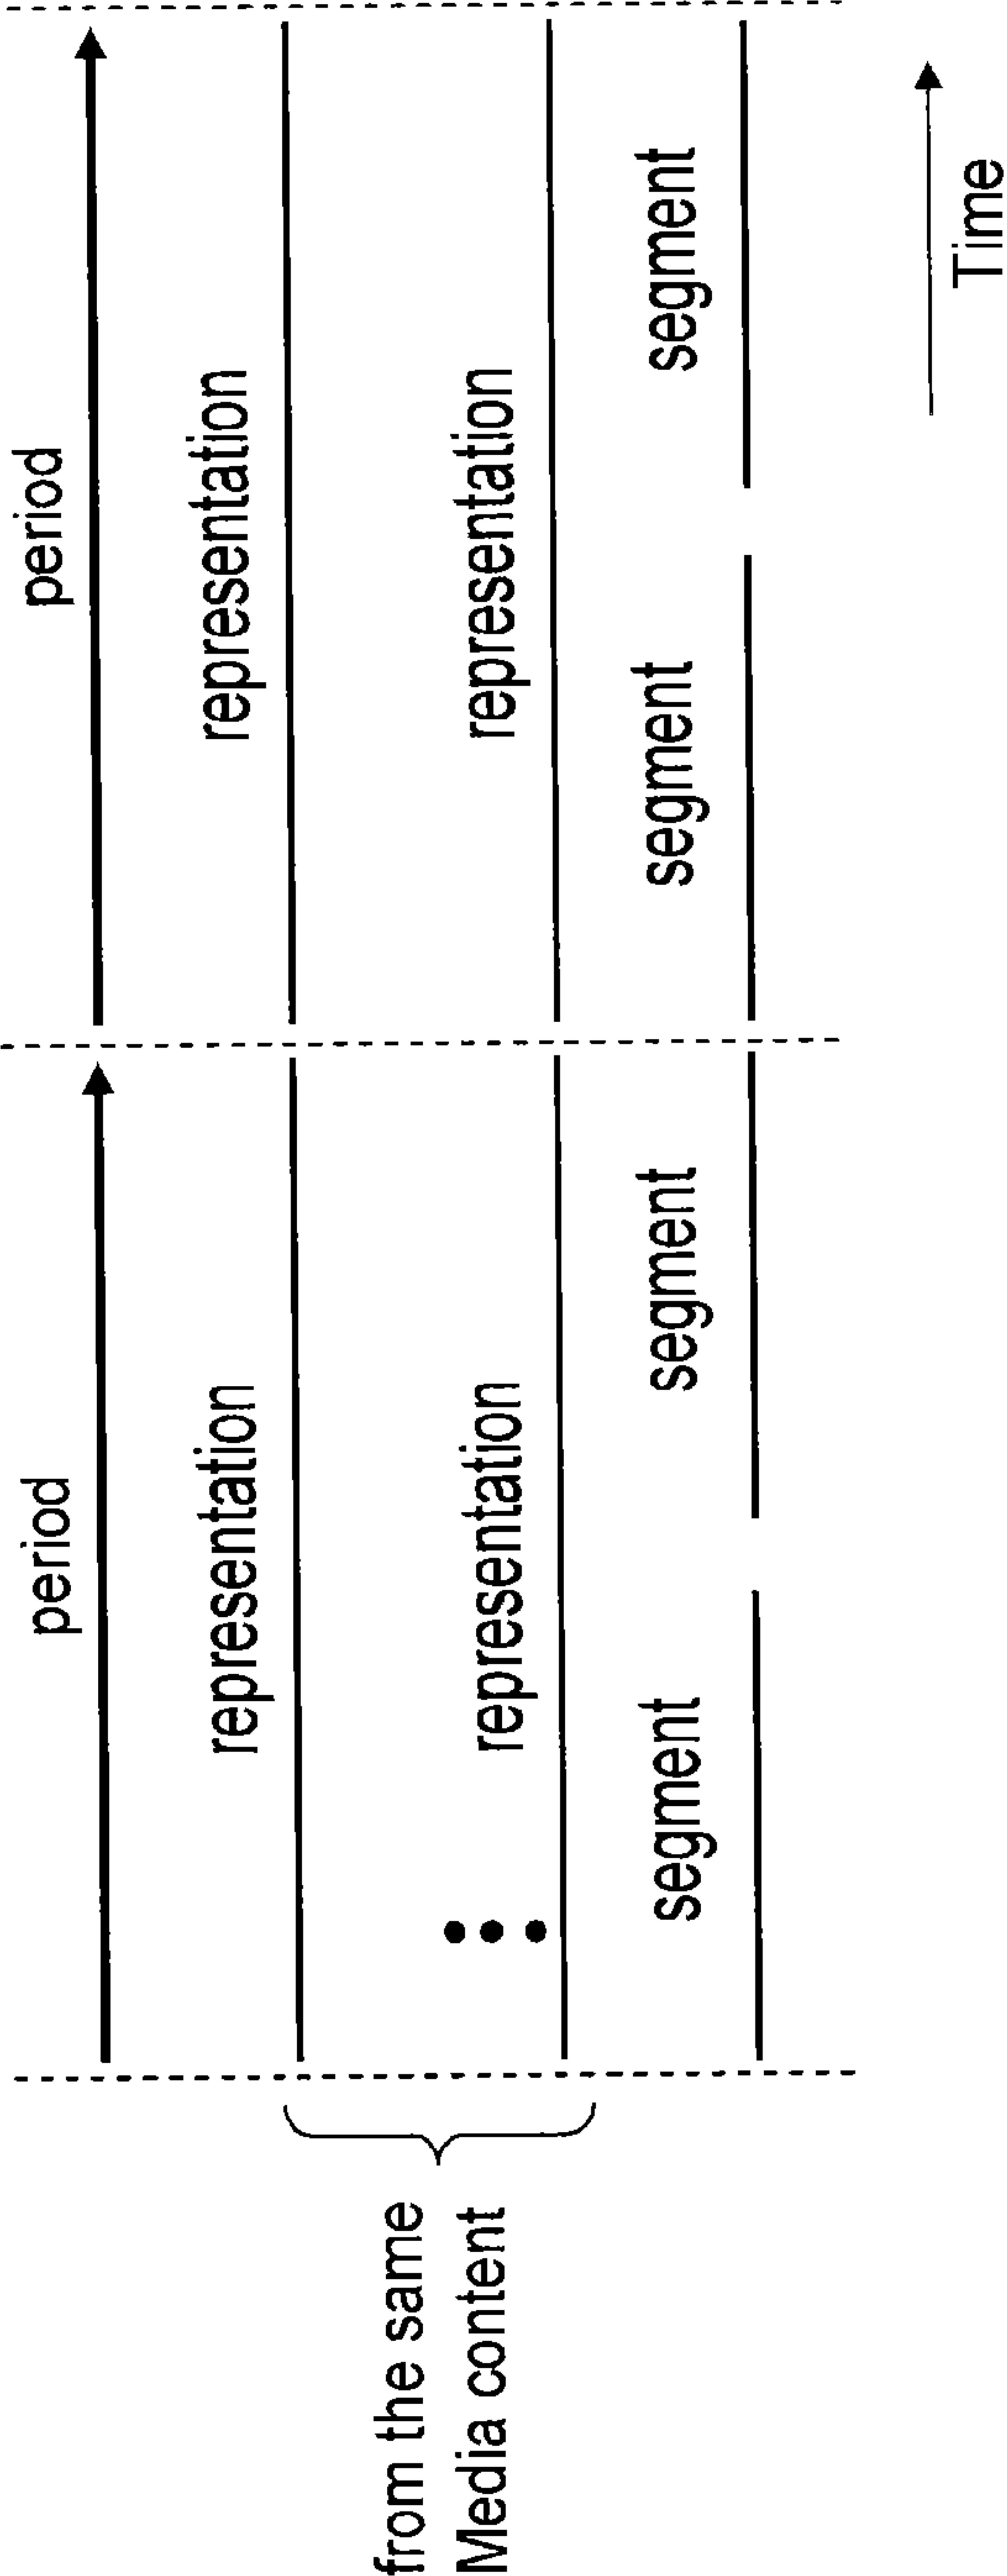 period
period
representation
representation
from the same
Media content
representation
representation
segment
segment
segment
segment
Time